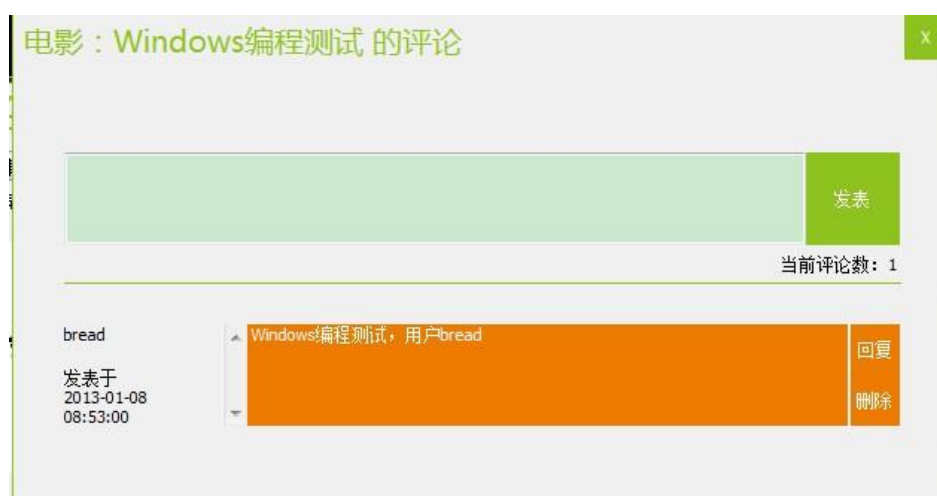 电影：Windows编程测试 的评论
x
发表
当前评论数：1
bread
Windows编程测试，用户bread
回复
发表于
2013-01-08
08:53:00
删除